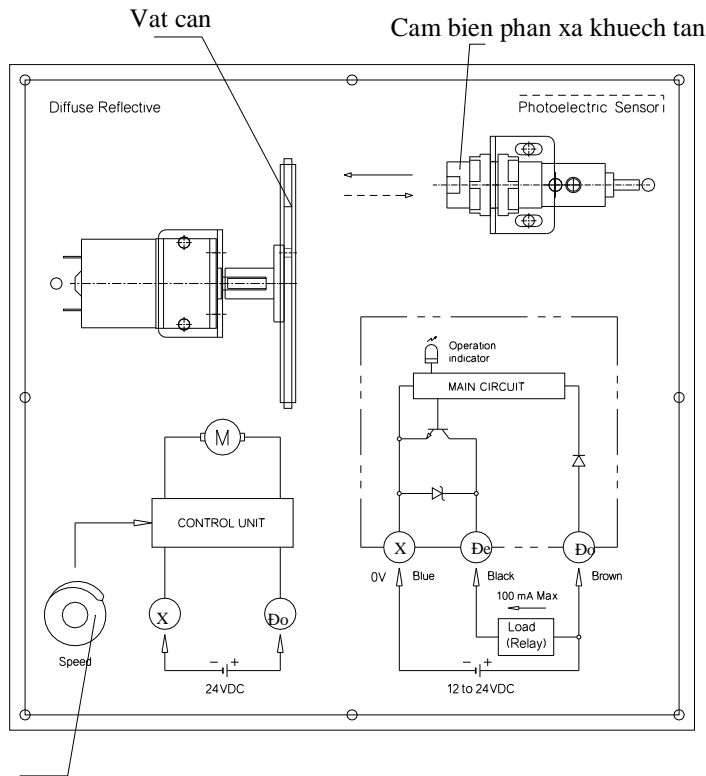 Vat can
Cam bien phan xa khuech tan
Diffuse Reflective
Photoelectric Sensor
Operation
indicator
MAIN CIRCUIT
M
CONTROL UNIT
X
Đe
Đo
0V
Blue
Black
Brown
100 mA Max
Load
(Relay)
X
Đo
Speed
- +
24VDC
- +
12 to 24VDC